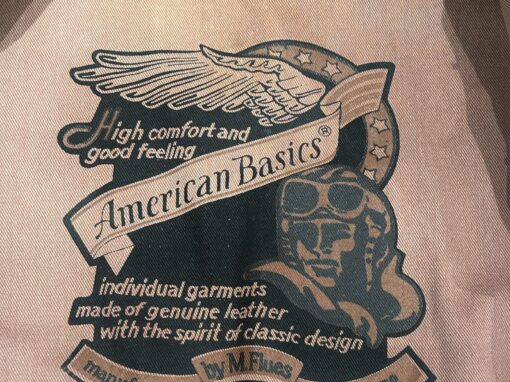 High comfort and
good feeling
American Basics®
individual garments
made of genuine leather
with the spirit of classic design
by M.Flues